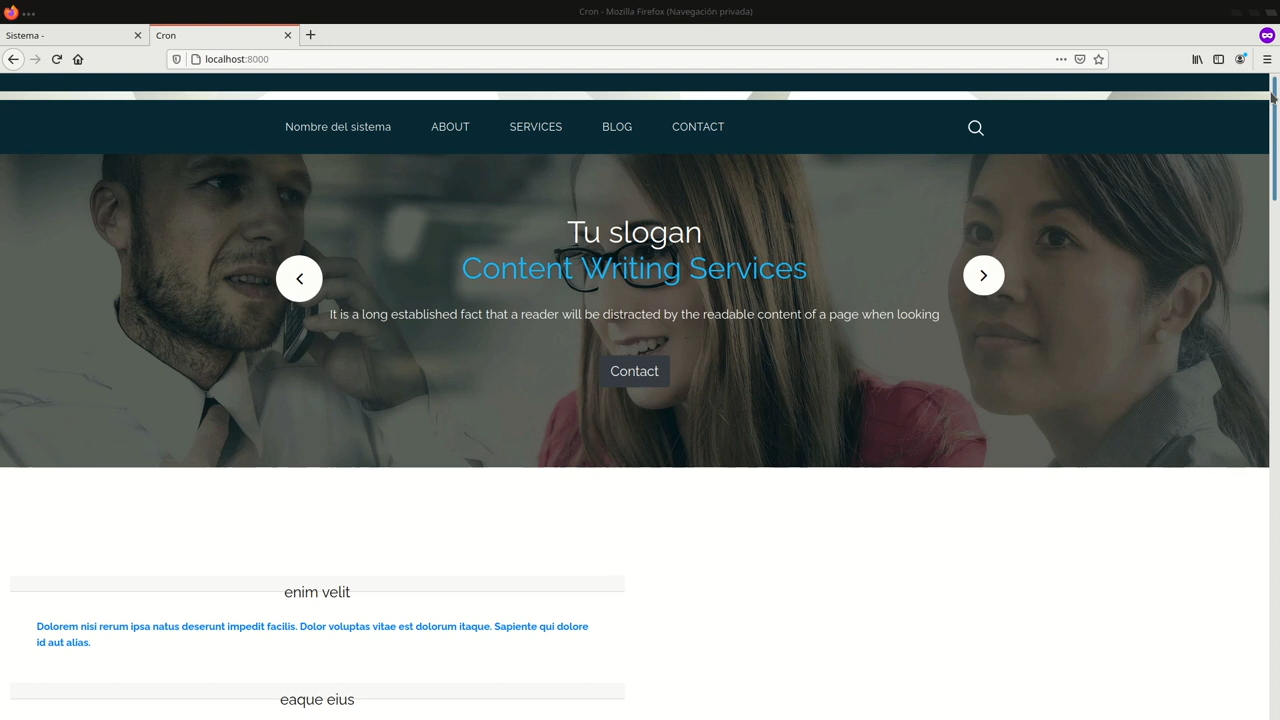 Cron - Mozilla Firefox (Navegación privada)
Sistema -
Cron
localhost:8000
Nombre del sistema
ABOUT
SERVICES
BLOG
CONTACT
Tu slogan
Content Writing Services
It is a long established fact that a reader will be distracted by the readable content of a page when looking
Contact
enim velit
Dolorem nisi rerum ipsa natus deserunt impedit facilis. Dolor voluptas vitae est dolorum itaque. Sapiente qui dolore
id aut alias.
eaque eius